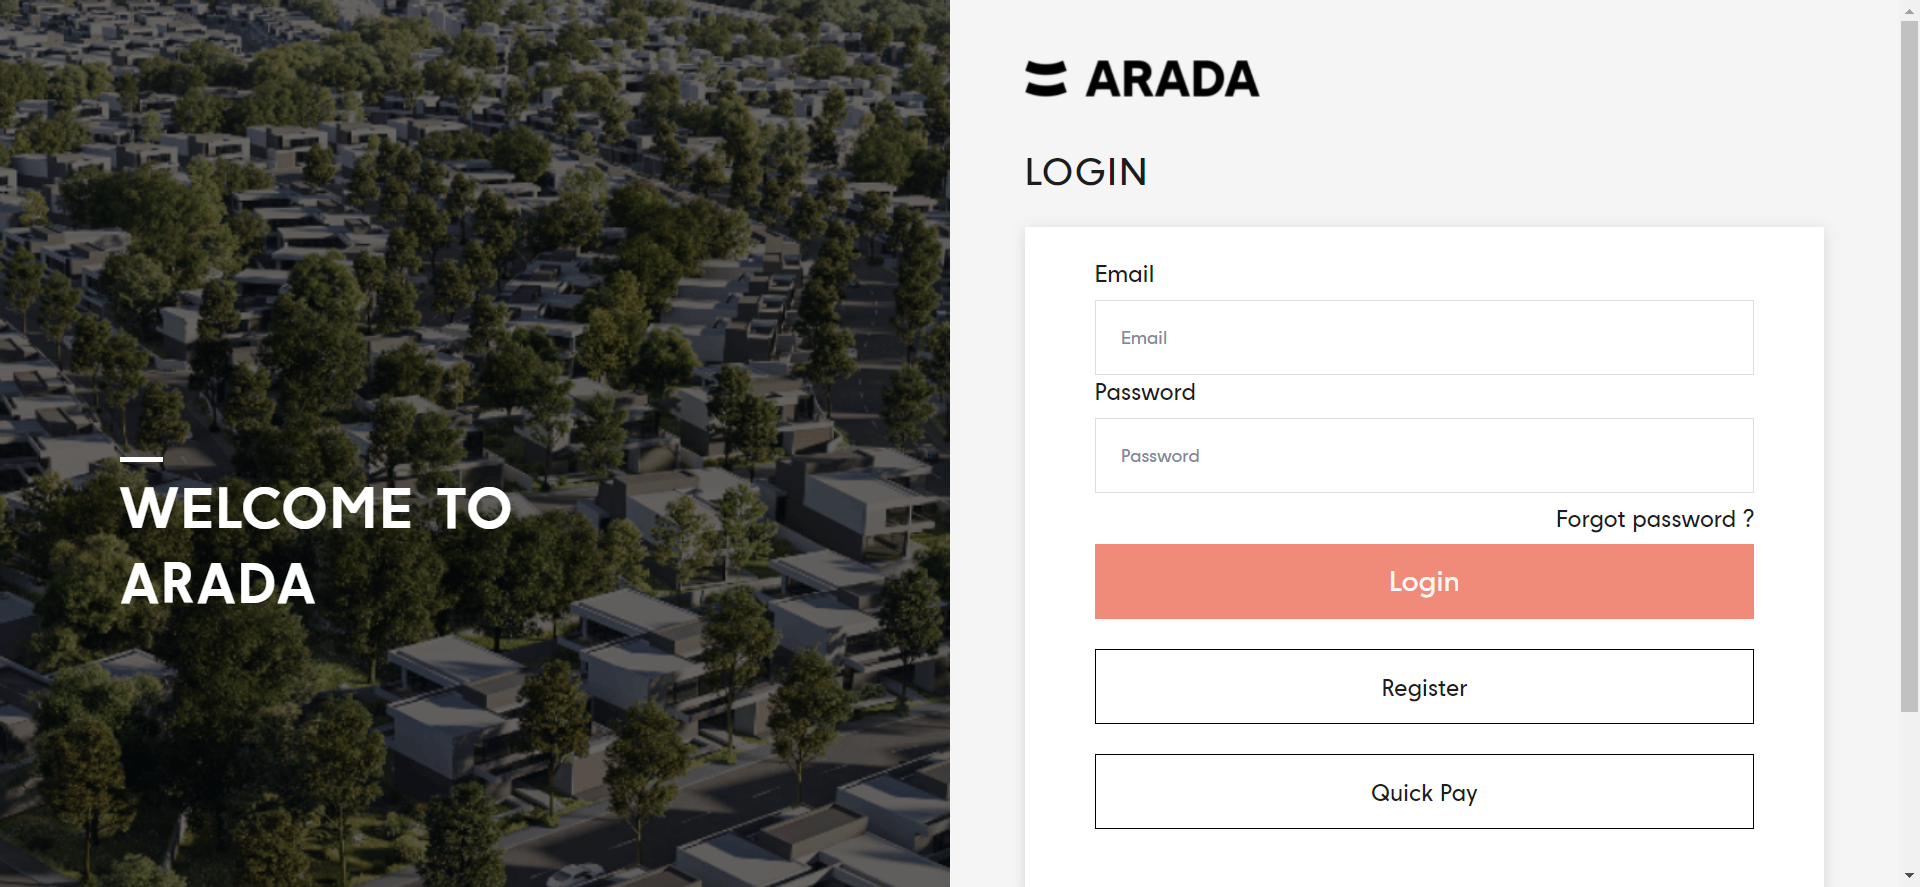 WELCOME TO
ARADA
ARADA
LOGIN
Email
Email
Password
Password
Forgot password ?
Login
Register
Quick Pay